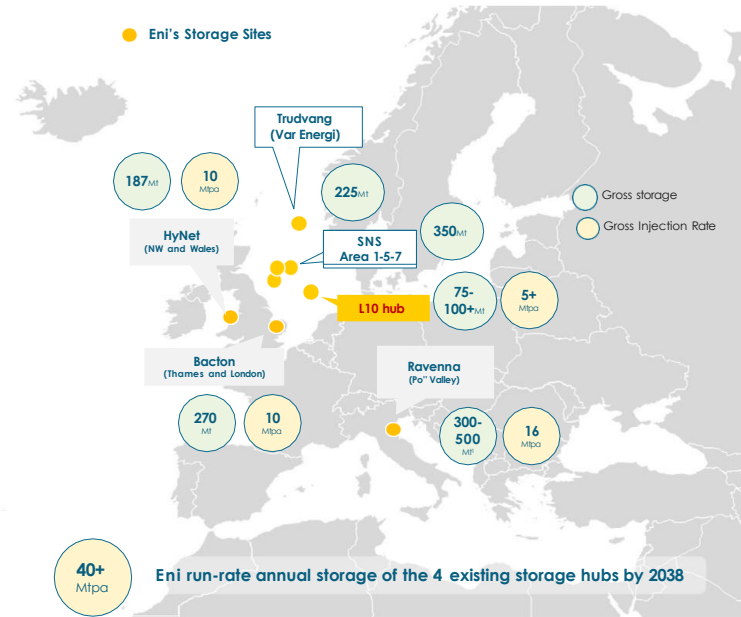 Eni's Storage Sites
Trudvang
(Var Energi)
187Mt
10
Mtpa
225Mt
Gross storage
Gross Injection Rate
HyNet
(NW and Wales)
SNS
Area 1-5-7
350Mt
L10 hub
75-
100+Mt
5+
Mtpa
Bacton
(Thames and London)
Ravenna
(Po" Valley)
270
Mt
10
Mtpa
300-
500
Mt¹
16
Mtpa
40+
Mtpa
Eni run-rate annual storage of the 4 existing storage hubs by 2038